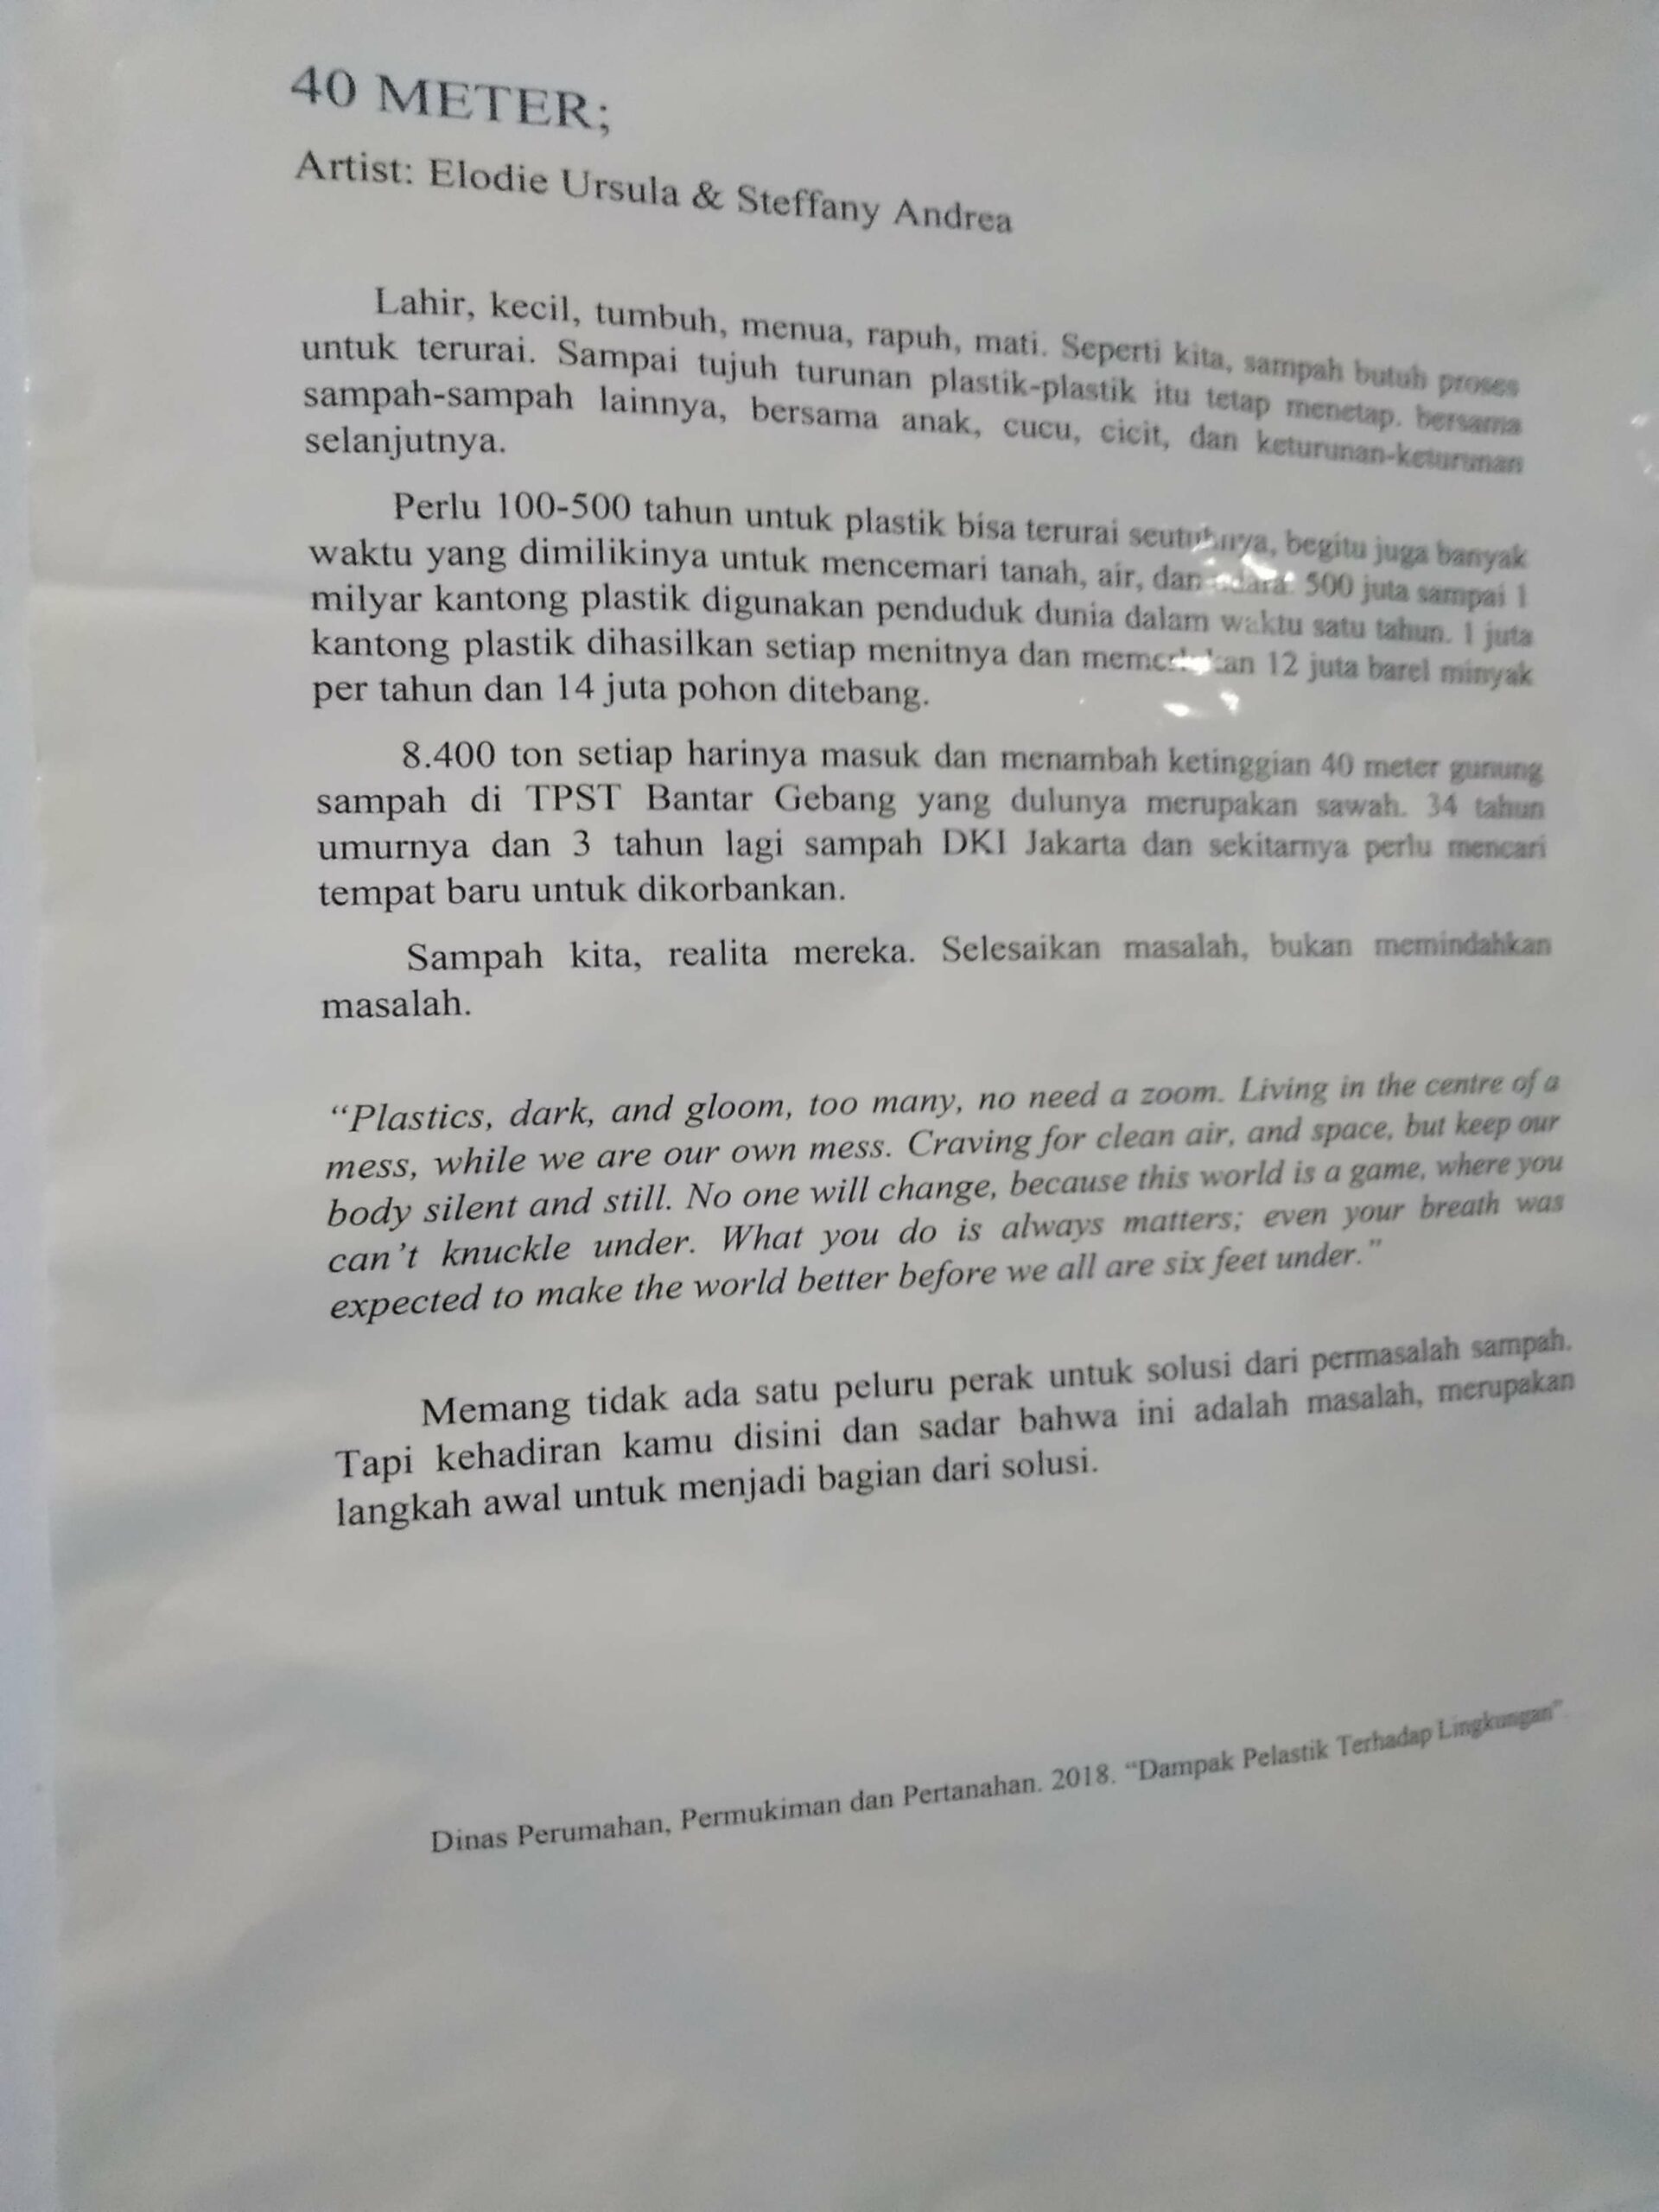 40 METER;
Artist: Elodie Ursula & Steffany Andrea
Lahir, kecil, tumbuh, menua, rapuh, mati. Seperti kita, sampah butuh proses
untuk terurai. Sampai tujuh turunan plastik-plastik itu tetap menetap. bersama
sampah-sampah lainnya, bersama anak, cucu, cicit, dan keturunan-keturunan
selanjutnya.
Perlu 100-500 tahun untuk plastik bisa terurai seutuhnya, begitu juga banyak
waktu yang dimilikinya untuk mencemari tanah, air, dan udara. 500 juta sampai 1
milyar kantong plastik digunakan penduduk dunia dalam waktu satu tahun. 1 juta
kantong plastik dihasilkan setiap menitnya dan memerlukan 12 juta barel minyak
per tahun dan 14 juta pohon ditebang.
8.400 ton setiap harinya masuk dan menambah ketinggian 40 meter gunung
sampah di TPST Bantar Gebang yang dulunya merupakan sawah. 34 tahun
umurnya dan 3 tahun lagi sampah DKI Jakarta dan sekitarnya perlu mencari
tempat baru untuk dikorbankan.
Sampah kita, realita mereka. Selesaikan masalah, bukan memindahkan
masalah.
“Plastics, dark, and gloom, too many, no need a zoom. Living in the centre of a
mess, while we are our own mess. Craving for clean air, and space, but keep our
body silent and still. No one will change, because this world is a game, where you
can’t knuckle under. What you do is always matters; even your breath was
expected to make the world better before we all are six feet under.”
Memang tidak ada satu peluru perak untuk solusi dari permasalah sampah.
Tapi kehadiran kamu disini dan sadar bahwa ini adalah masalah, merupakan
langkah awal untuk menjadi bagian dari solusi.
Dinas Perumahan, Permukiman dan Pertanahan. 2018. “Dampak Pelastik Terhadap Lingkungan”